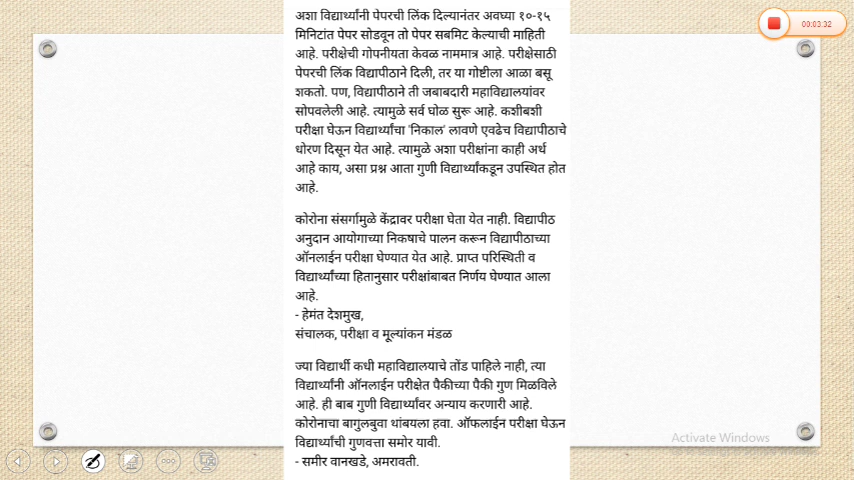 अशा विद्यार्थ्यांनी पेपरची लिंक दिल्यानंतर अवघ्या १०-१५
मिनिटांत पेपर सोडवून तो पेपर सबमिट केल्याची माहिती
आहे. परीक्षेची गोपनीयता केवळ नाममात्र आहे. परीक्षेसाठी
पेपरची लिंक विद्यापीठाने दिली, तर या गोष्टीला आळा बसू
शकतो. पण, विद्यापीठाने ती जबाबदारी महाविद्यालयांवर
सोपवलेली आहे. त्यामुळे सर्व घोळ सुरू आहे. कशीबशी
परीक्षा घेऊन विद्यार्थ्यांचा 'निकाल' लावणे एवढेच विद्यापीठाचे
धोरण दिसून येत आहे. त्यामुळे अशा परीक्षांना काही अर्थ
आहे काय, असा प्रश्न आता गुणी विद्यार्थ्यांकडून उपस्थित होत
आहे.
कोरोना संसर्गामुळे केंद्रावर परीक्षा घेता येत नाही. विद्यापीठ
अनुदान आयोगाच्या निकषाचे पालन करून विद्यापीठाच्या
ऑनलाईन परीक्षा घेण्यात येत आहे. प्राप्त परिस्थिती व
विद्यार्थ्यांच्या हितानुसार परीक्षांबाबत निर्णय घेण्यात आला
आहे.
- हेमंत देशमुख,
संचालक, परीक्षा व मूल्यांकन मंडळ
ज्या विद्यार्थी कधी महाविद्यालयाचे तोंड पाहिले नाही, त्या
विद्यार्थ्यांनी ऑनलाईन परीक्षेत पैकीच्या पैकी गुण मिळविले
आहे. ही बाब गुणी विद्यार्थ्यांवर अन्याय करणारी आहे.
कोरोनाचा बागुलबुवा थांबयला हवा. ऑफलाईन परीक्षा घेऊन
विद्यार्थ्यांची गुणवत्ता समोर यावी.
- समीर वानखडे, अमरावती.
00:03:32
Activate Windows